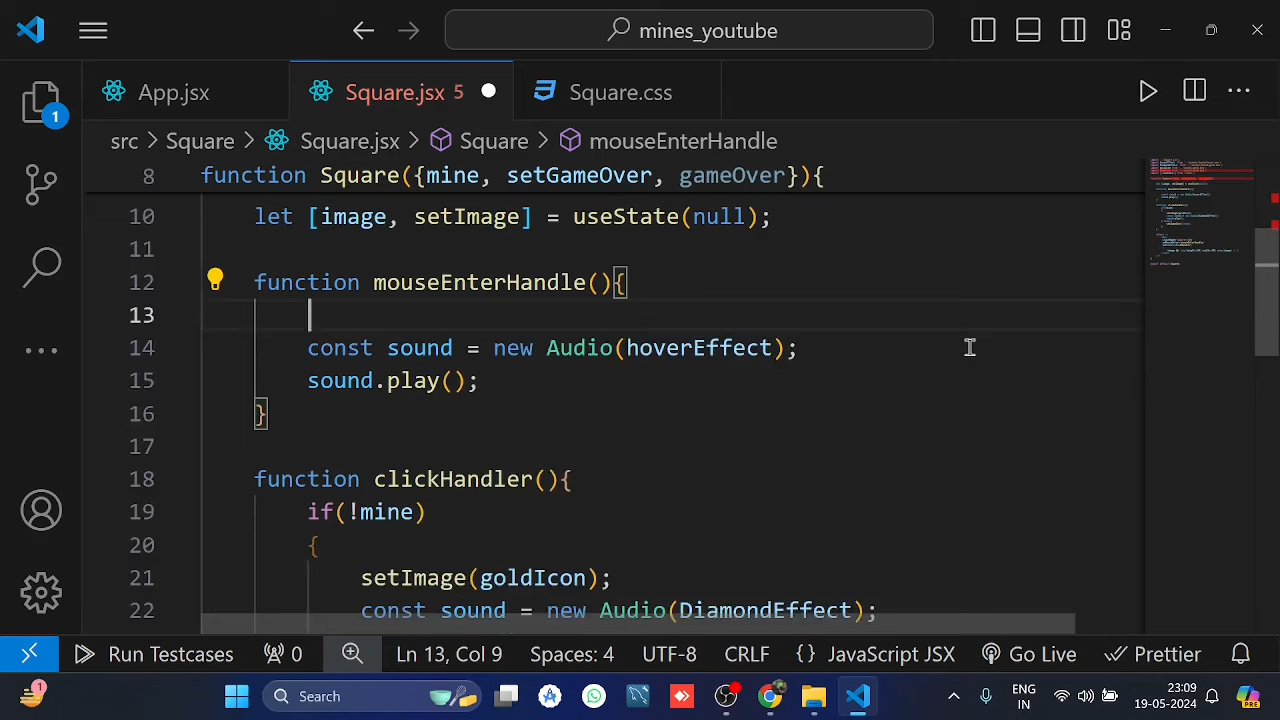 mines_youtube
App.jsx
Square.jsx 5
Square.css
1
src > Square > Square.jsx > Square > mouseEnterHandle
8 function Square({mine, setGameOver, gameOver}){
10 let [image, setImage] = useState(null);
11
12 function mouseEnterHandle(){
13
14 const sound = new Audio(hoverEffect);
15 sound.play();
16 }
17
18 function clickHandler(){
19 if(!mine)
20 {
21 setImage(goldIcon);
22 const sound = new Audio(DiamondEffect);
Run Testcases 0 Ln 13, Col 9 Spaces: 4 UTF-8 CRLF {} JavaScript JSX Go Live Prettier
1 Search ENG IN 23:09 19-05-2024 PRE